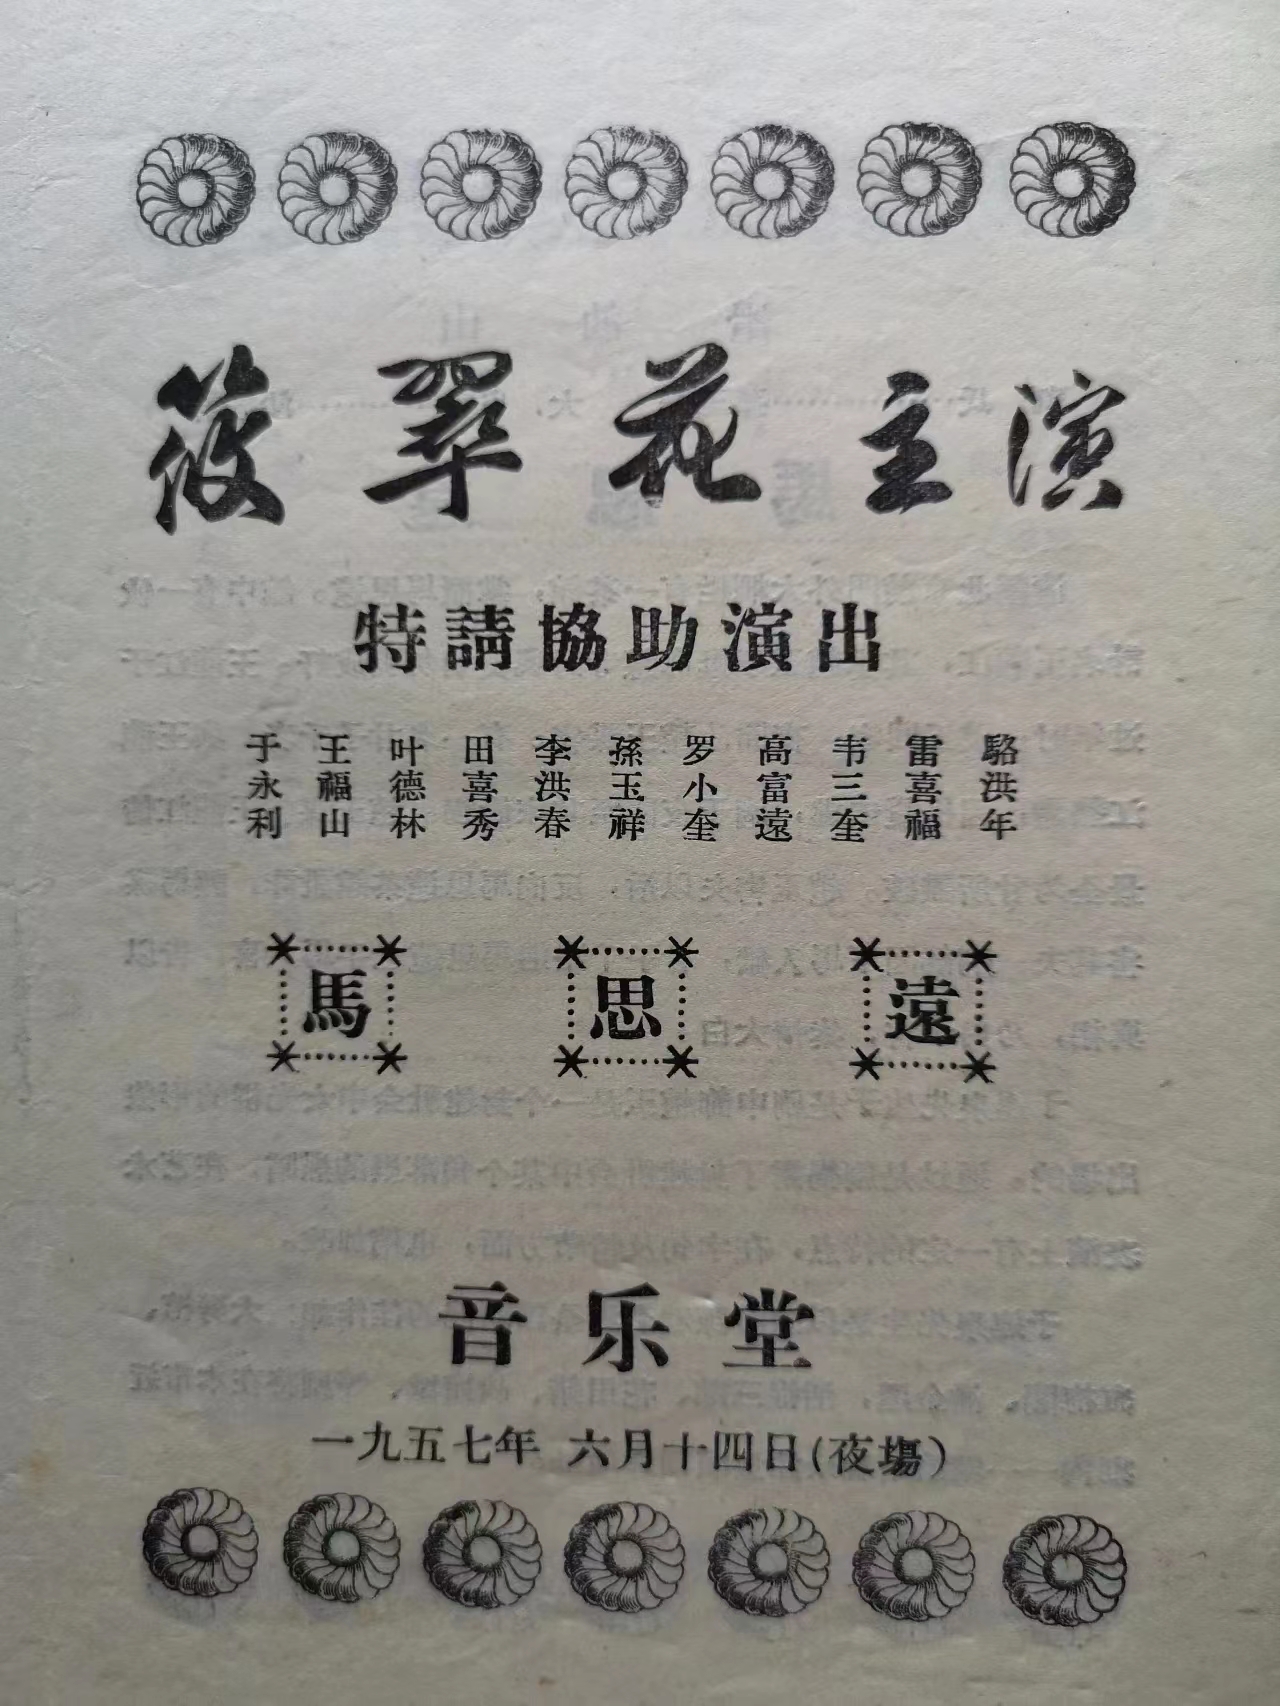 筱翠花主演
特請協助演出
于永利
王福山
叶德林
田喜秀
李洪春
孫玉祥
罗小奎
高富遠
韦三奎
雷喜福
駱洪年
馬思遠
音乐堂
一九五七年 六月十四日(夜場)